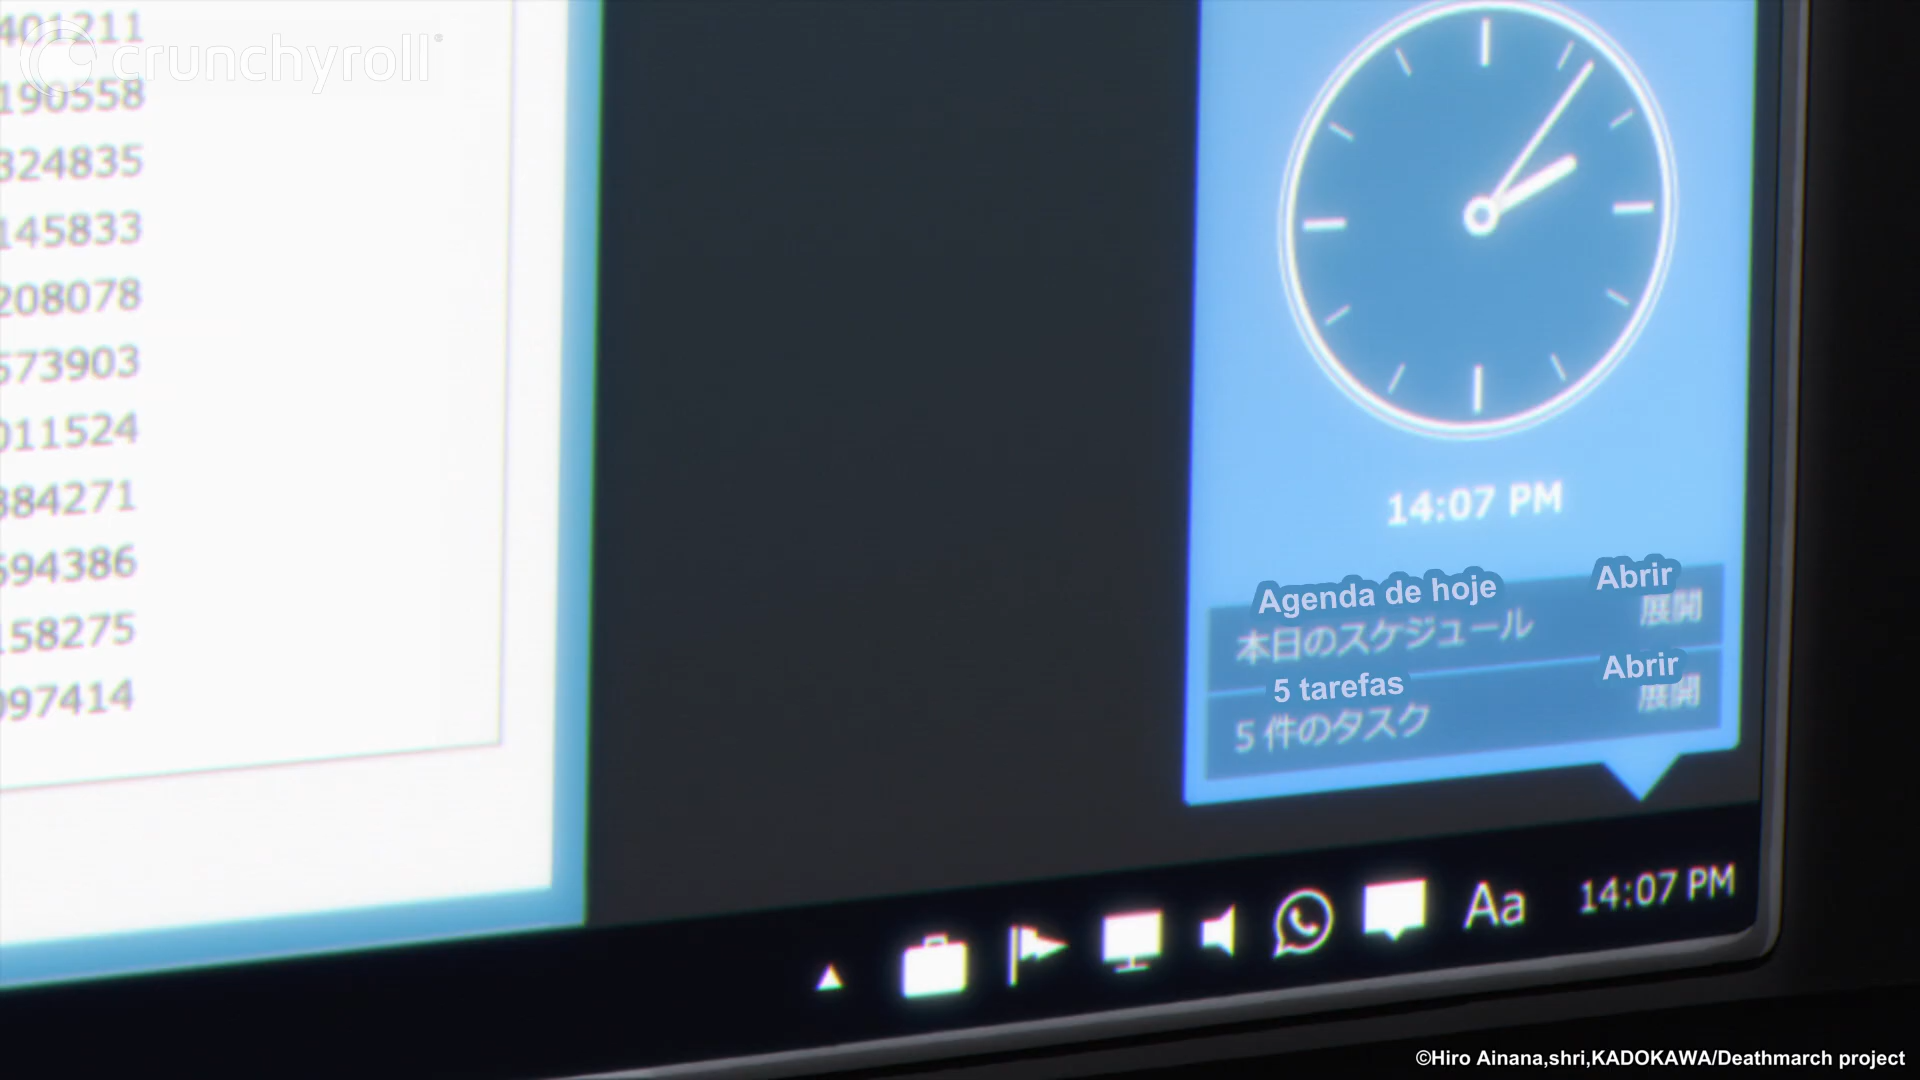 401211
crunchyroll
190558
324835
145833
208078
573903
011524
384271
594386
158275
097414
14:07 PM
Agenda de hoje Abrir
本日のスケジュール 展開
5 tarefas Abrir
5 件のタスク 展開
Aa 14:07 PM
©Hiro Ainana,shri,KADOKAWA/Deathmarch project